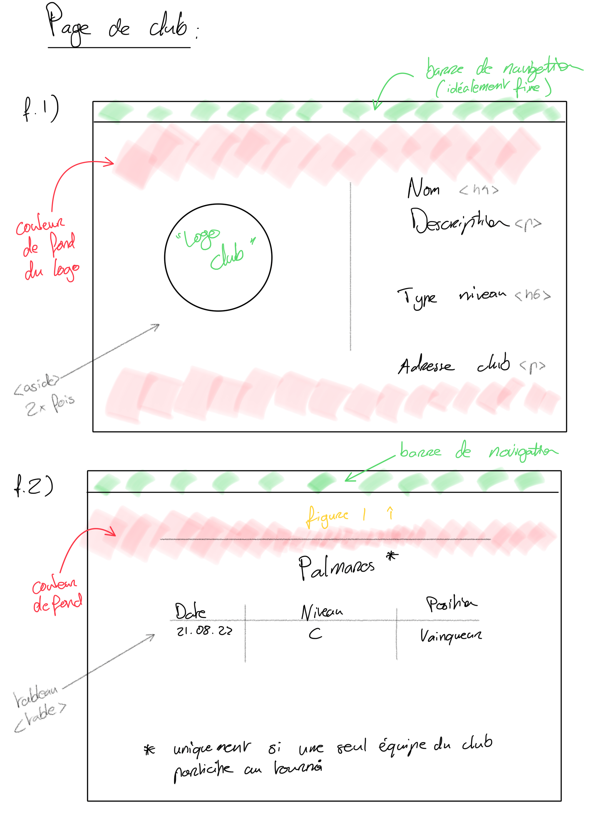 Page de club :
barre de navigation
(idéalement fine)
f.1)
Nom <h4>
couleur
de fond
du logo
"Logo
club"
Description <p>
Type niveau <h6>
Adresse club <p>
<aside>
2x fois
barre de navigation
f.2)
figure 1 ↑
Palmares *
couleur
de fond
Date Niveau Position
21.08.22 C Vainqueur
tableau
<table>
* uniquement si une seul équipe du club
participe au tournoi